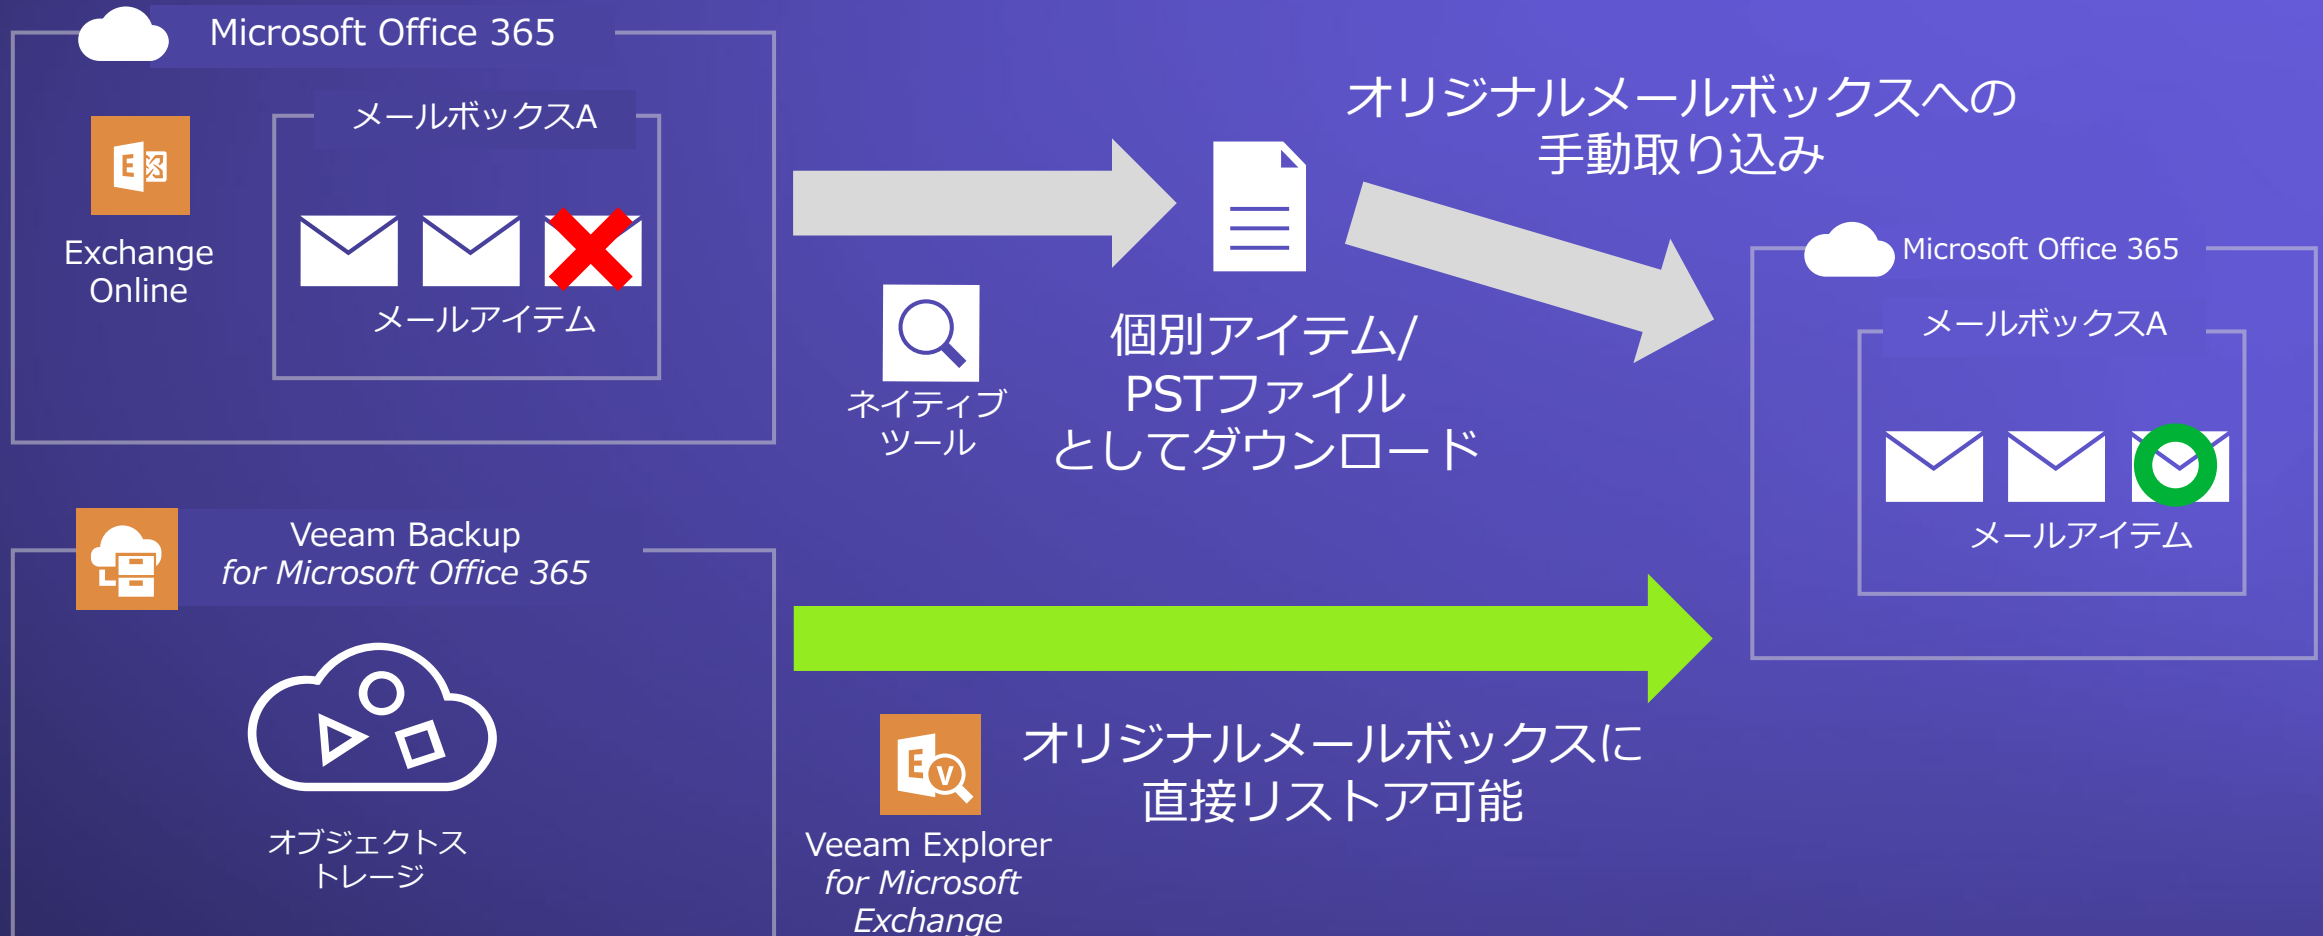 Microsoft Office 365
メールボックスA
Exchange
Online
メールアイテム
ネイティブ
ツール
個別アイテム/
PSTファイル
としてダウンロード
オリジナルメールボックスへの
手動取り込み
Microsoft Office 365
メールボックスA
メールアイテム
Veeam Backup
for Microsoft Office 365
オブジェクトス
トレージ
Veeam Explorer
for Microsoft
Exchange
オリジナルメールボックスに
直接リストア可能